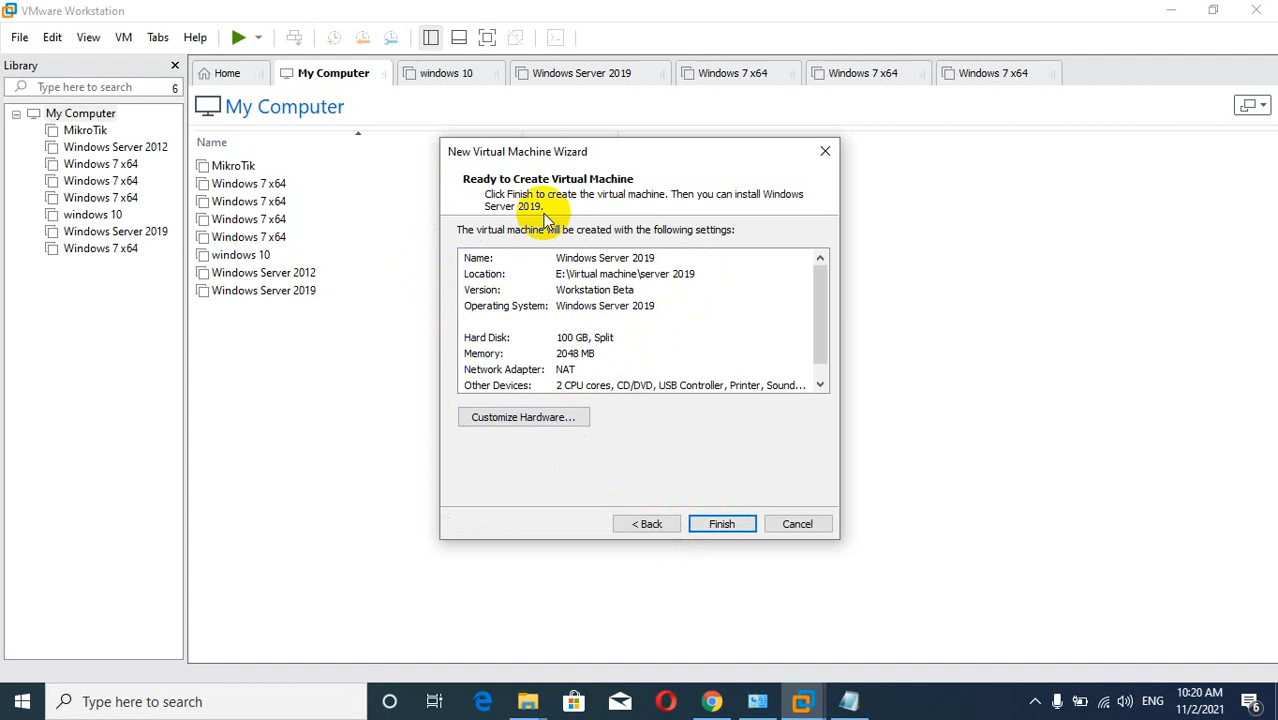 VMware Workstation
File Edit View VM Tabs Help
Library
Type here to search
6
My Computer
MikroTik
Windows Server 2012
Windows 7 x64
Windows 7 x64
Windows 7 x64
windows 10
Windows Server 2019
Windows 7 x64
Home
My Computer
windows 10
Windows Server 2019
Windows 7 x64
Windows 7 x64
Windows 7 x64
My Computer
Name
MikroTik
Windows 7 x64
Windows 7 x64
Windows 7 x64
Windows 7 x64
windows 10
Windows Server 2012
Windows Server 2019
New Virtual Machine Wizard
Ready to Create Virtual Machine
Click Finish to create the virtual machine. Then you can install Windows
Server 2019.
The virtual machine will be created with the following settings:
Name: Windows Server 2019
Location: E:\Virtual machine\server 2019
Version: Workstation Beta
Operating System: Windows Server 2019
Hard Disk: 100 GB, Split
Memory: 2048 MB
Network Adapter: NAT
Other Devices: 2 CPU cores, CD/DVD, USB Controller, Printer, Sound...
Customize Hardware...
< Back
Finish
Cancel
Type here to search
ENG
10:20 AM
11/2/2021
6